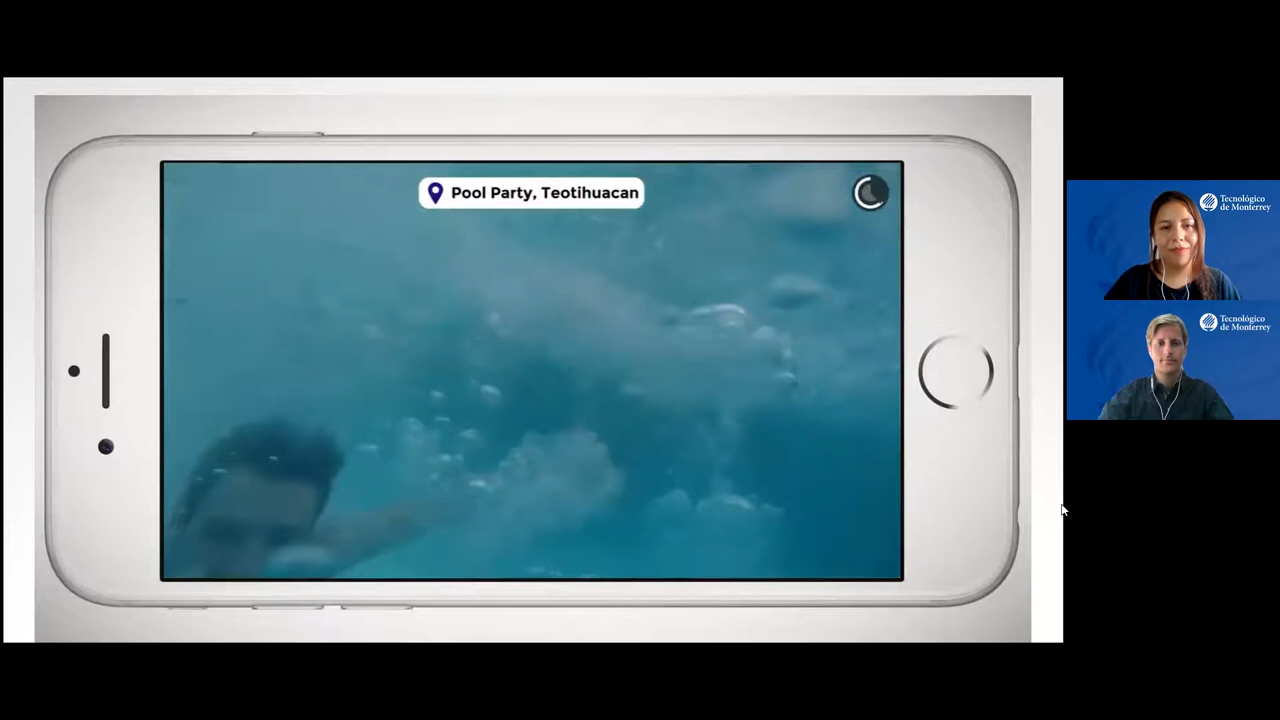 Pool Party, Teotihuacan
Tecnológico
de Monterrey
Tecnológico
de Monterrey